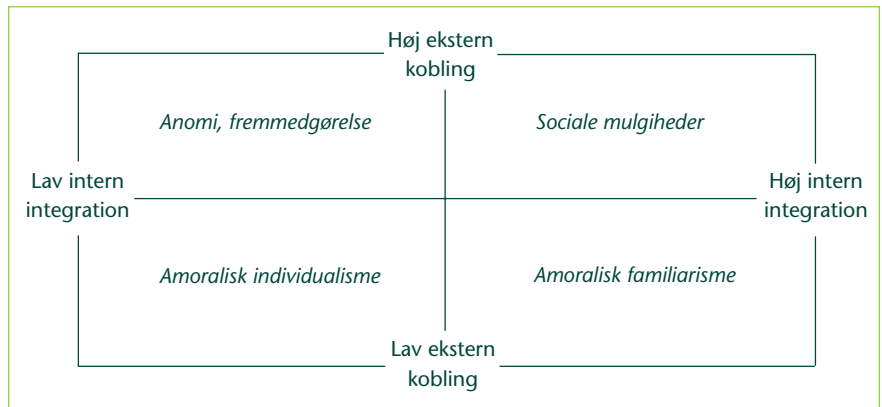 Høj ekstern
kobling
Anomi, fremmedgørelse
Sociale mulgiheder
Lav intern
integration
Høj intern
integration
Amoralisk individualisme
Amoralisk familiarisme
Lav ekstern
kobling